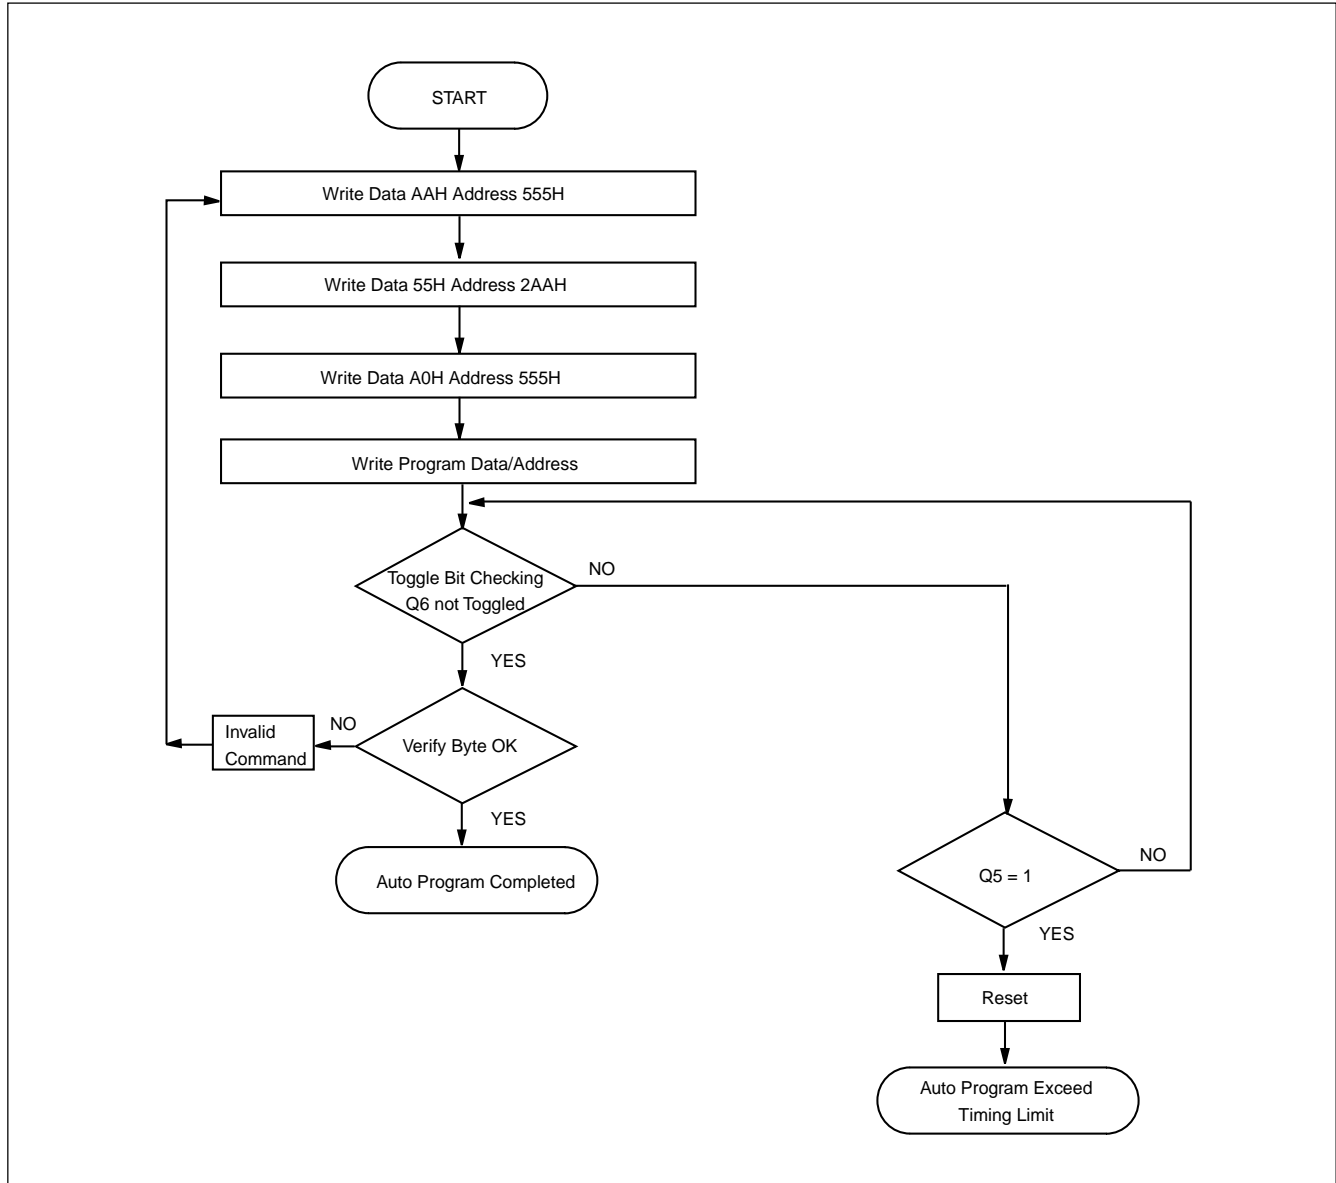 START
Write Data AAH Address 555H
Write Data 55H Address 2AAH
Write Data A0H Address 555H
Write Program Data/Address
Toggle Bit Checking
Q6 not Toggled
NO
YES
Invalid
Command
NO
Verify Byte OK
YES
Auto Program Completed
Q5 = 1
NO
YES
Reset
Auto Program Exceed
Timing Limit